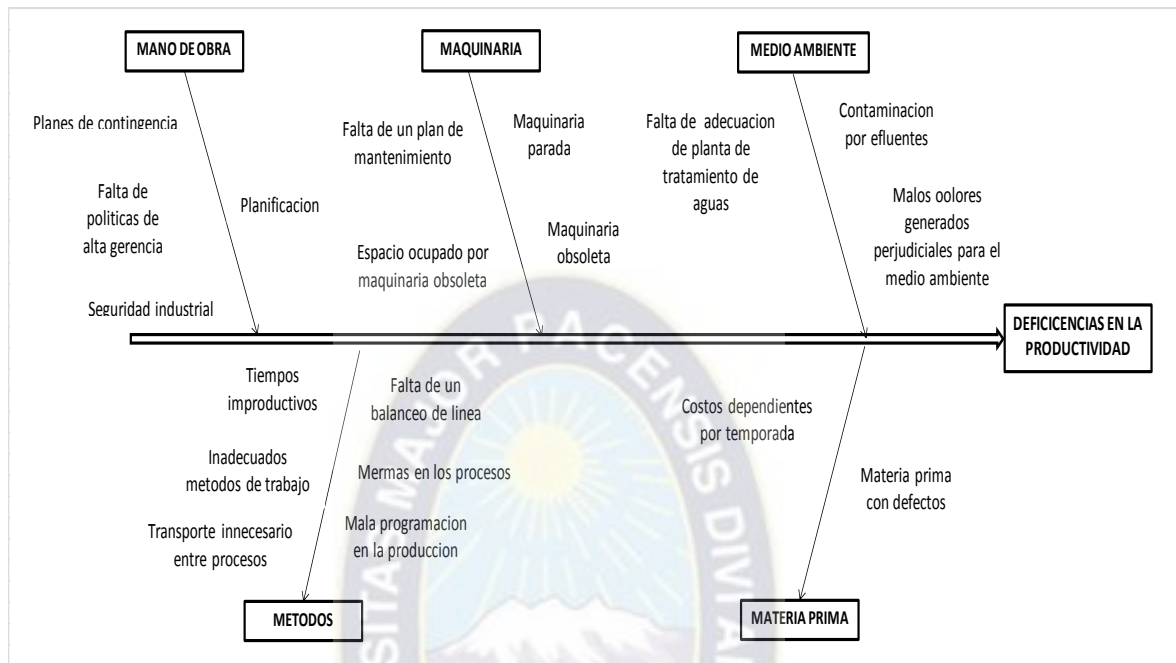 MANO DE OBRA
MAQUINARIA
MEDIO AMBIENTE
Planes de contingencia
Falta de
politicas de
alta gerencia
Planificacion
Seguridad industrial
Falta de un plan de
mantenimiento
Maquinaria
parada
Espacio ocupado por
maquinaria obsoleta
Maquinaria
obsoleta
Falta de adecuacion
de planta de
tratamiento de
aguas
Contaminacion
por efluentes
Malos oolores
generados
perjudiciales para el
medio ambiente
DEFICICENCIAS EN LA
PRODUCTIVIDAD
Tiempos
improductivos
Falta de un
balanceo de linea
Inadecuados
metodos de trabajo
Mermas en los procesos
Transporte innecesario
entre procesos
Mala programacion
en la produccion
Costos dependientes
por temporada
Materia prima
con defectos
METODOS
MATERIA PRIMA
SITAS MAJOR PACENSIS DIVI